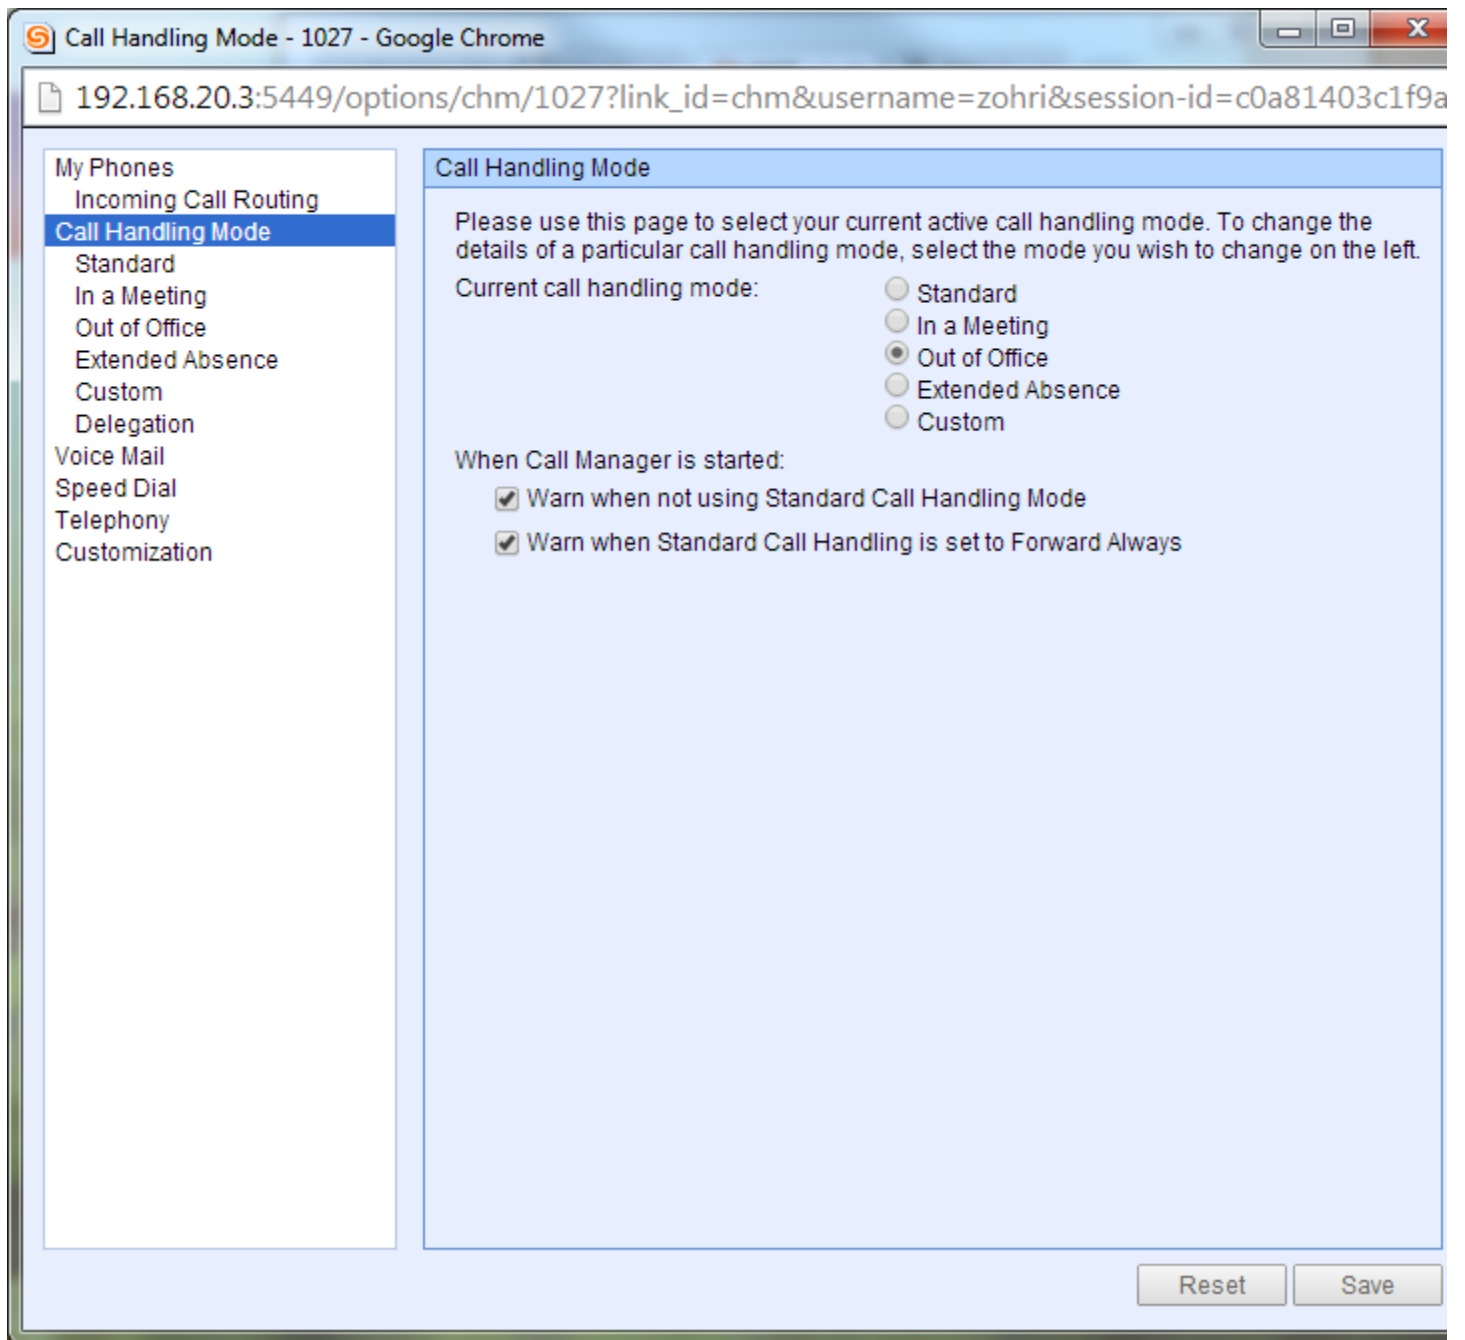 Call Handling Mode - 1027 - Google Chrome
192.168.20.3:5449/options/chm/1027?link_id=chm&username=zohri&session-id=c0a81403c1f9a
My Phones
Incoming Call Routing
Call Handling Mode
Standard
In a Meeting
Out of Office
Extended Absence
Custom
Delegation
Voice Mail
Speed Dial
Telephony
Customization
Call Handling Mode
Please use this page to select your current active call handling mode. To change the
details of a particular call handling mode, select the mode you wish to change on the left.
Current call handling mode:
Standard
In a Meeting
Out of Office
Extended Absence
Custom
When Call Manager is started:
Warn when not using Standard Call Handling Mode
Warn when Standard Call Handling is set to Forward Always
Reset
Save